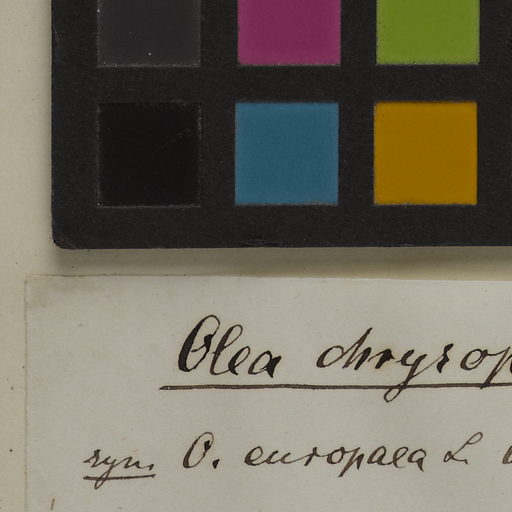 Olea chrysop
syn. O. europaea L